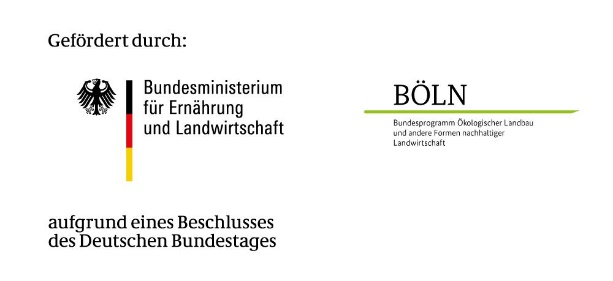 Gefördert durch:
Bundesministerium
für Ernährung
und Landwirtschaft
aufgrund eines Beschlusses
des Deutschen Bundestages
BÖLN
Bundesprogramm Ökologischer Landbau
und andere Formen nachhaltiger
Landwirtschaft